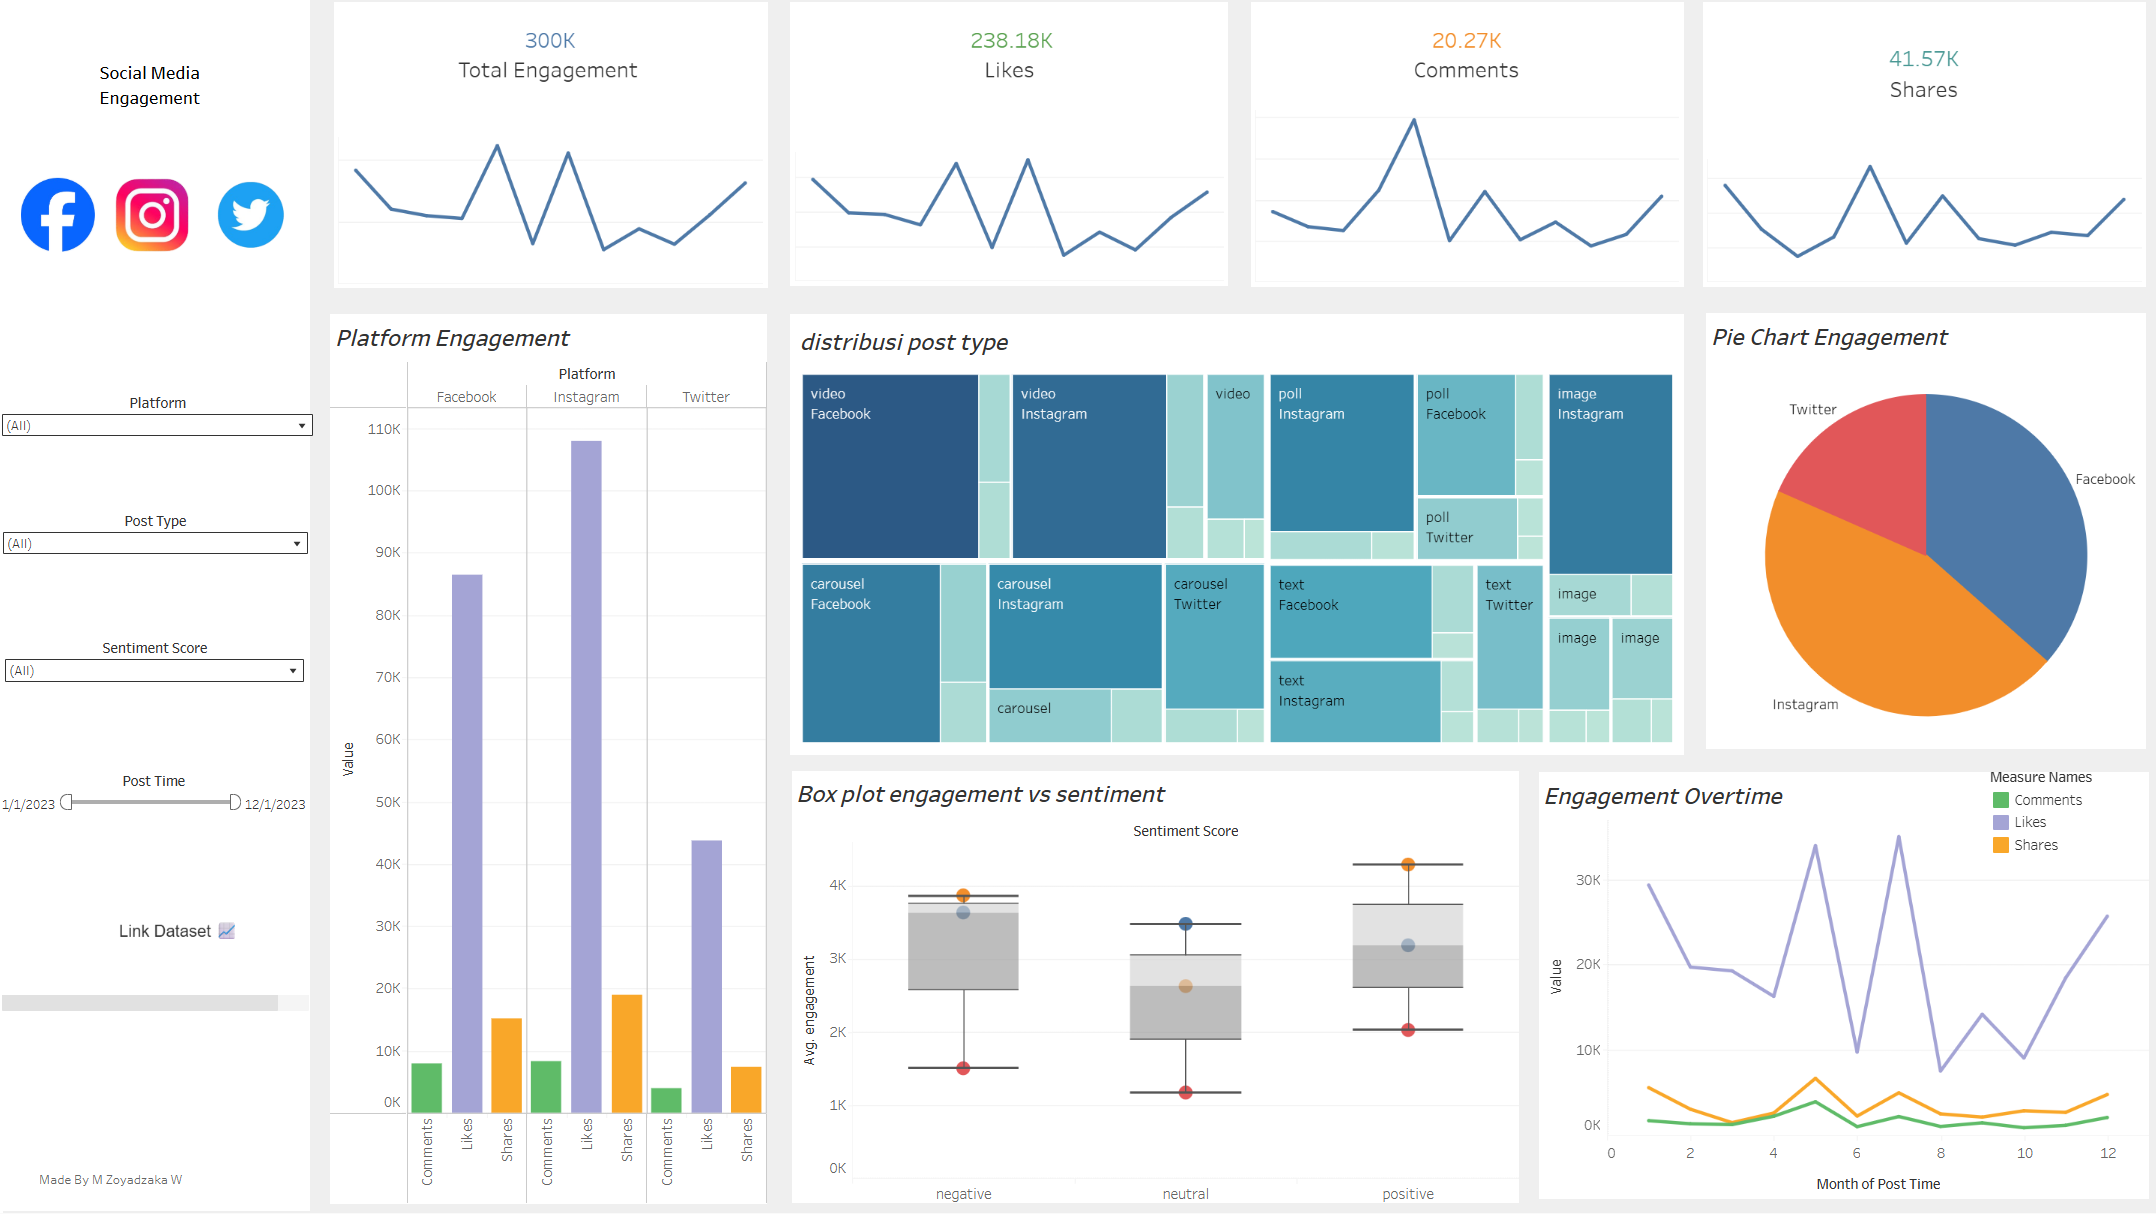 Social Media
Engagement
Platform
(All)
Post Type
(All)
Sentiment Score
(All)
Post Time
1/1/2023
12/1/2023
Link Dataset
Made By M Zoyadzaka W
300K
Total Engagement
238.18K
Likes
20.27K
Comments
41.57K
Shares
Platform Engagement
Platform
Facebook
Instagram
Twitter
110K
100K
90K
80K
70K
60K
50K
40K
30K
20K
10K
0K
Value
Comments
Likes
Shares
Comments
Likes
Shares
Comments
Likes
Shares
distribusi post type
video
Facebook
video
Instagram
video
poll
Instagram
poll
Facebook
poll
Twitter
image
Instagram
carousel
Facebook
carousel
Instagram
carousel
carousel
Twitter
text
Facebook
text
Instagram
text
Twitter
image
image
image
Pie Chart Engagement
Twitter
Facebook
Instagram
Box plot engagement vs sentiment
Sentiment Score
4K
3K
2K
1K
0K
Avg. engagement
negative
neutral
positive
Engagement Overtime
Measure Names
Comments
Likes
Shares
30K
20K
10K
0K
Value
0
2
4
6
8
10
12
Month of Post Time